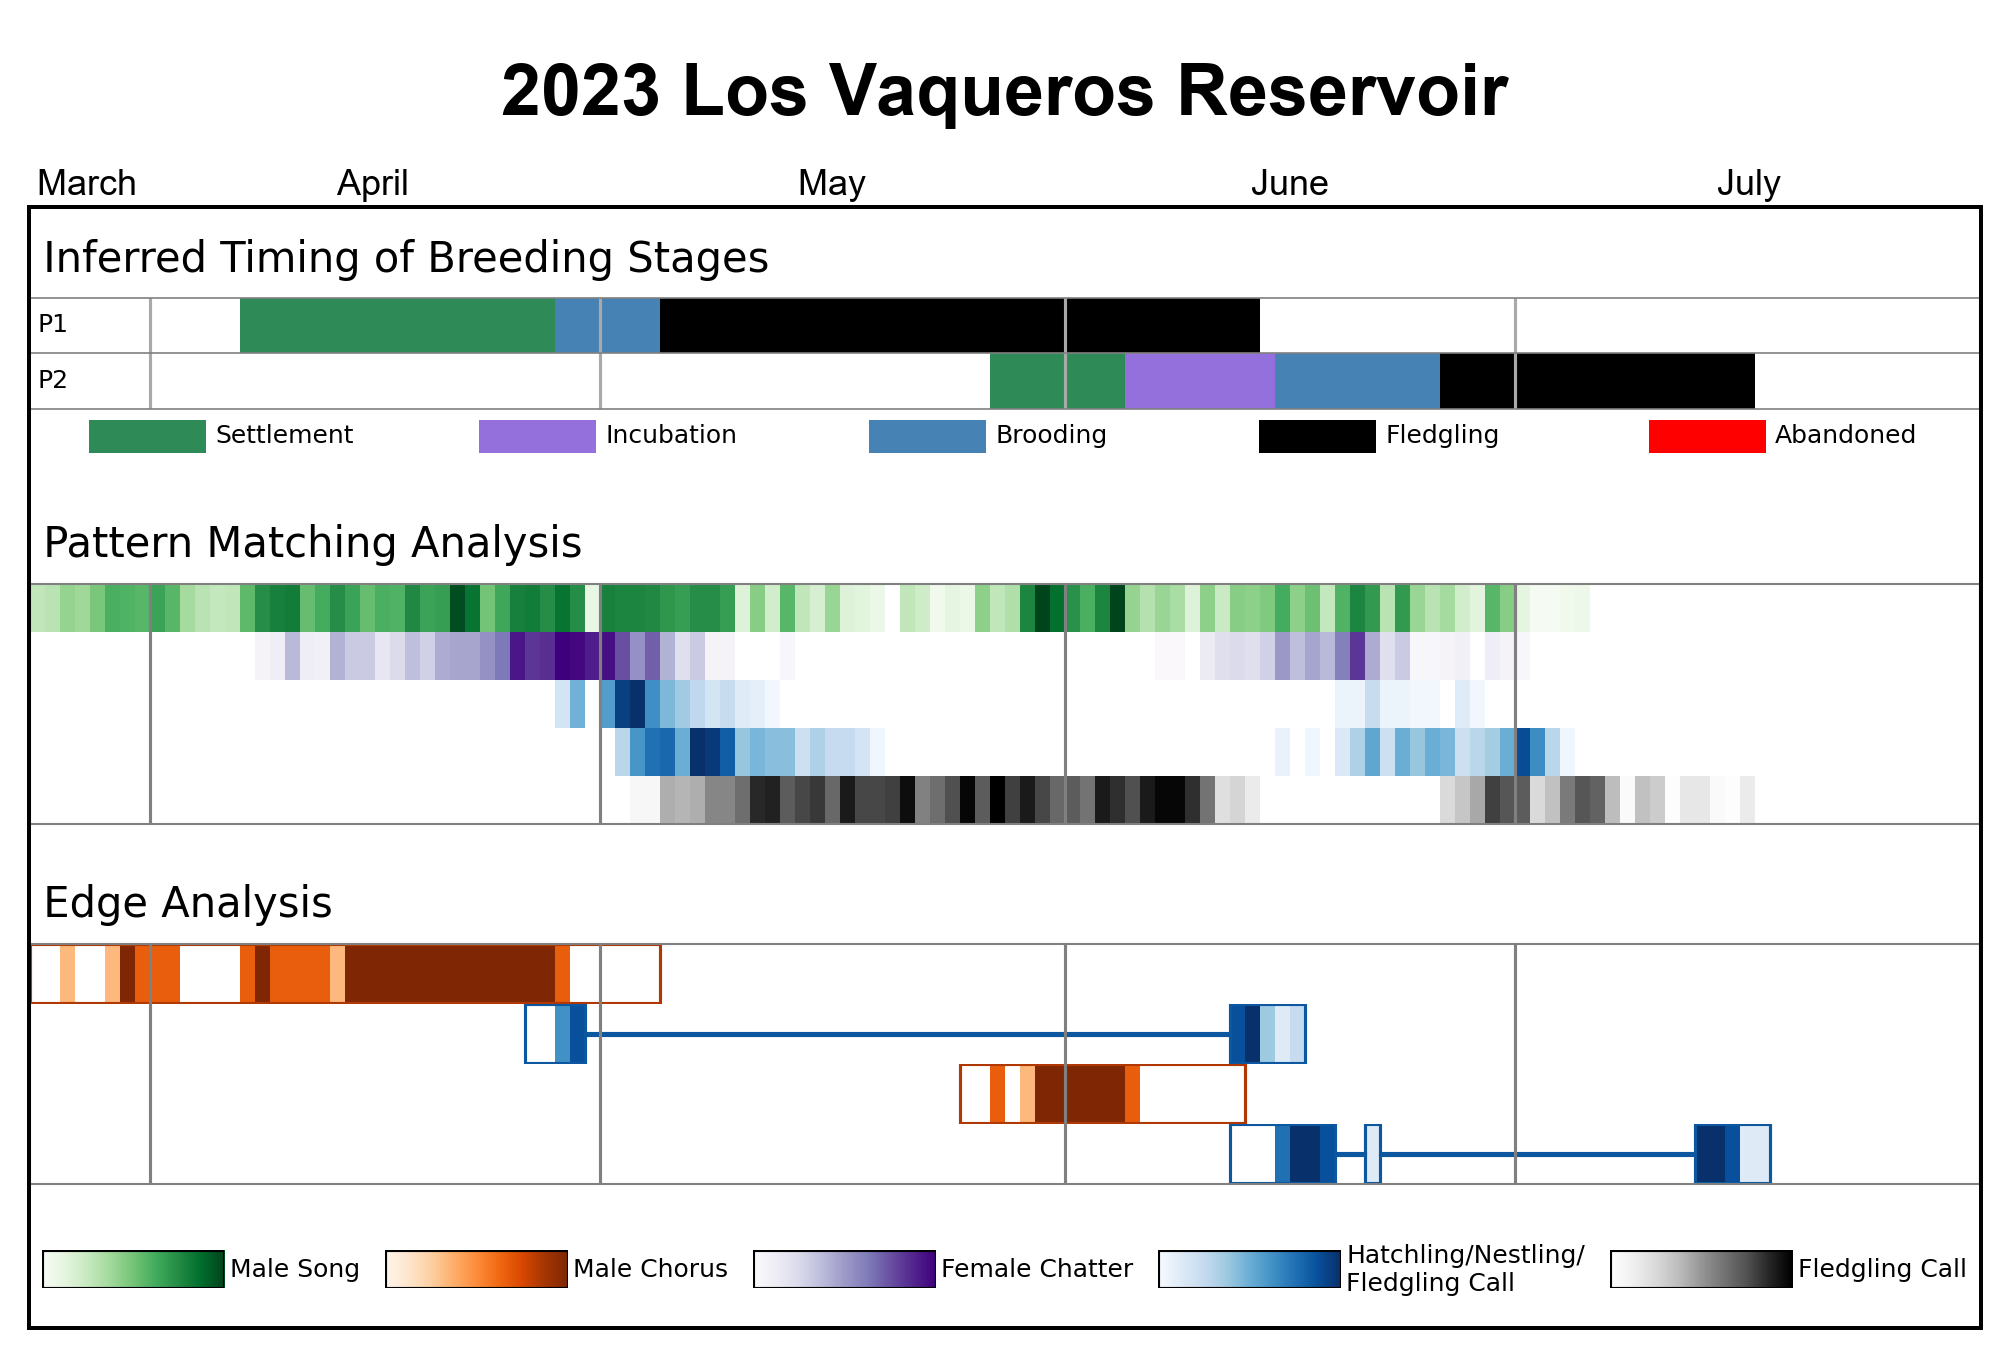 2023 Los Vaqueros Reservoir
March April May June July
Inferred Timing of Breeding Stages
P1
P2
Settlement Incubation Brooding Fledgling Abandoned
Pattern Matching Analysis
Edge Analysis
Male Song Male Chorus Female Chatter Hatchling/Nestling/
Fledgling Call Fledgling Call